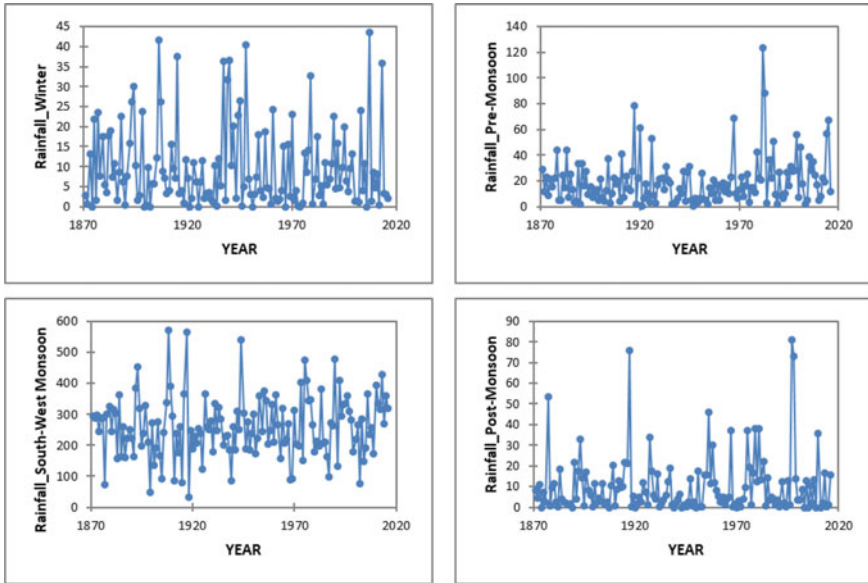 Rainfall_Winter
45
40
35
30
25
20
15
10
5
0
1870 1920 1970 2020
YEAR
Rainfall_Pre-Monsoon
140
120
100
80
60
40
20
0
1870 1920 1970 2020
YEAR
Rainfall_South-West Monsoon
600
500
400
300
200
100
0
1870 1920 1970 2020
YEAR
Rainfall_Post-Monsoon
90
80
70
60
50
40
30
20
10
0
1870 1920 1970 2020
YEAR